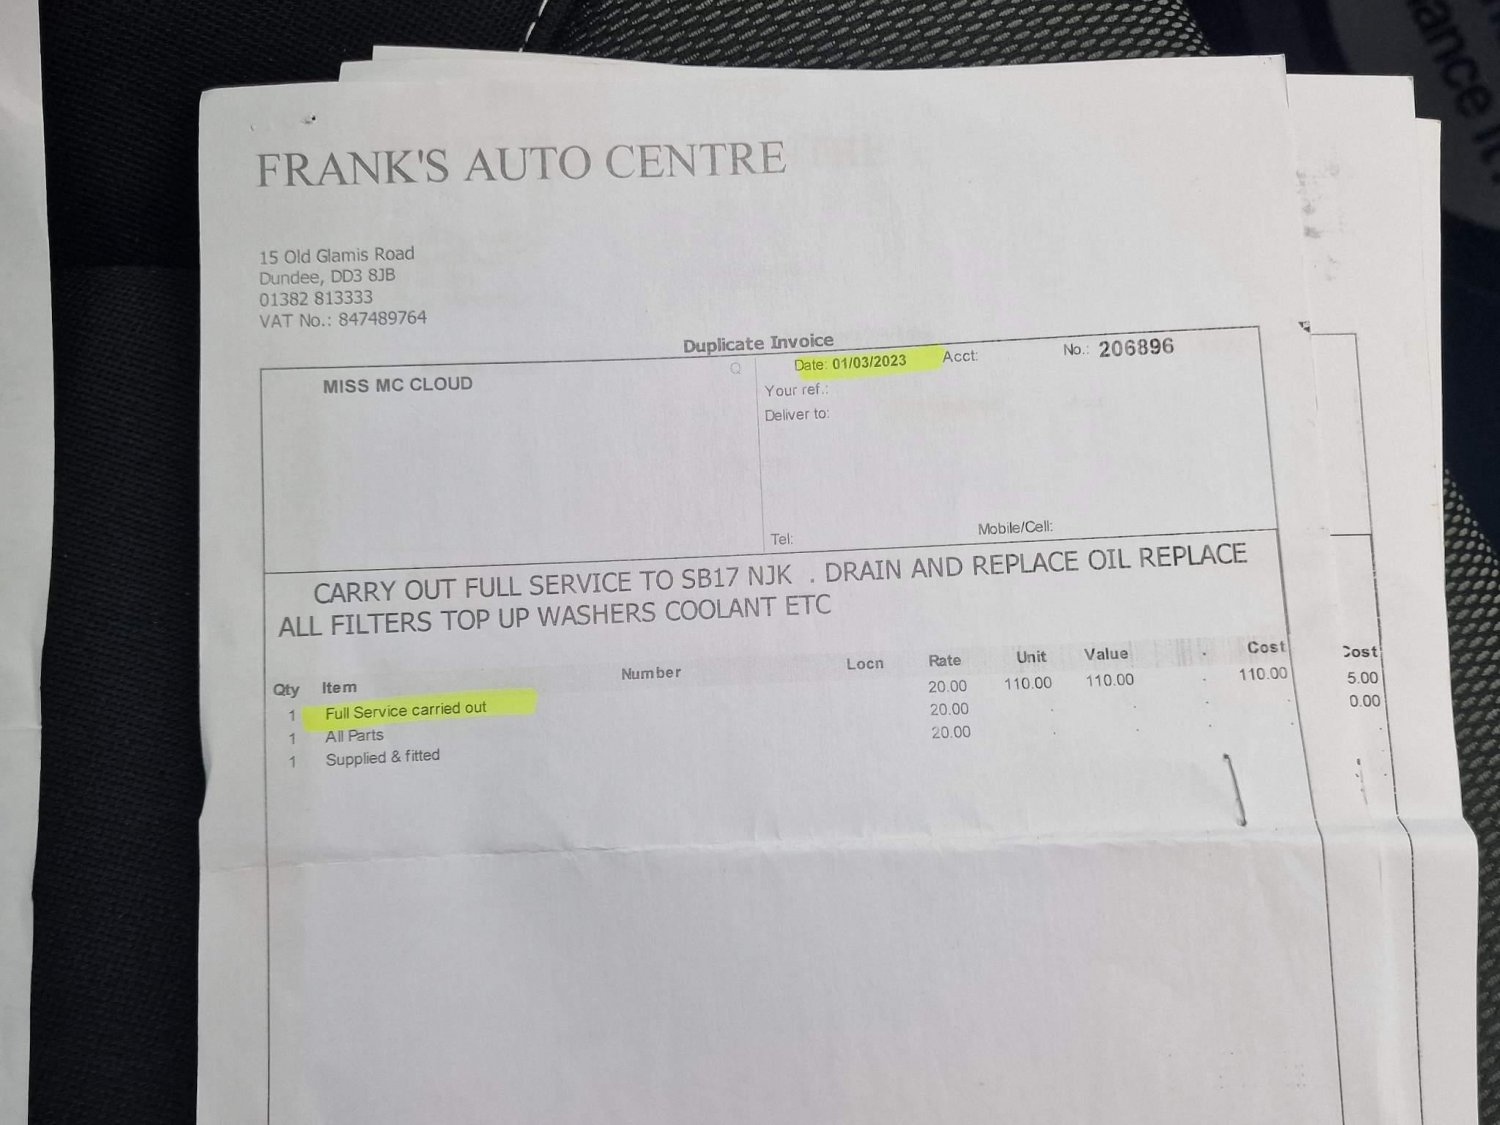 FRANK'S AUTO CENTRE
15 Old Glamis Road
Dundee, DD3 8JB
01382 813333
VAT No.: 847489764
Duplicate Invoice
MISS MC CLOUD
Q
Date: 01/03/2023 Acct: No.: 206896
Your ref.:
Deliver to:
Tel: Mobile/Cell:
CARRY OUT FULL SERVICE TO SB17 NJK . DRAIN AND REPLACE OIL REPLACE
ALL FILTERS TOP UP WASHERS COOLANT ETC
Qty Item Number Locn Rate Unit Value Cost
1 Full Service carried out 20.00 110.00 110.00 110.00
1 All Parts 20.00
1 Supplied & fitted 20.00
Cost
5.00
0.00